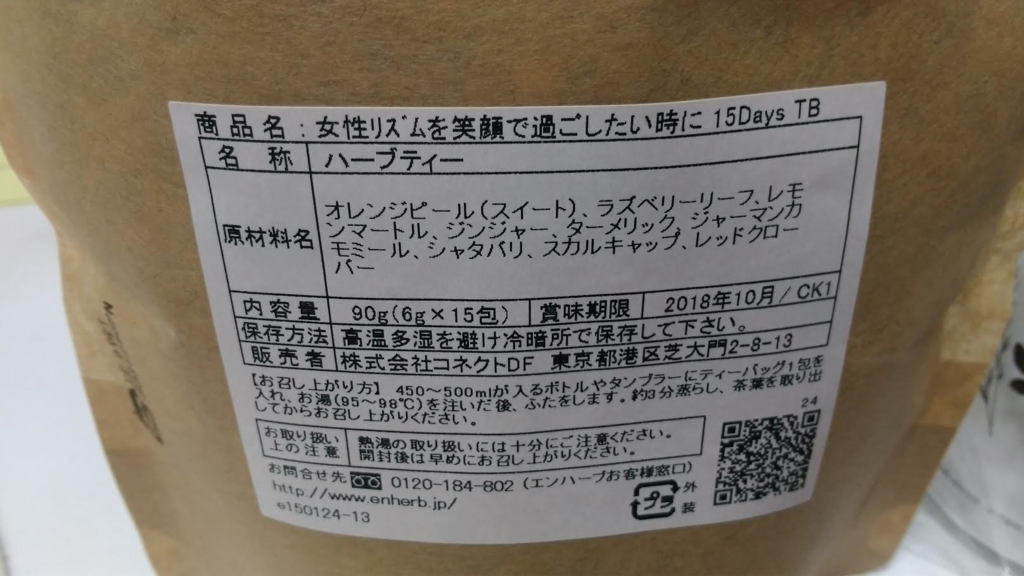 商品名:女性リズムを笑顔で過ごしたい時に 15Days TB
名 称 ハーブティー
原材料名 オレンジピール(スイート)、ラズベリーリーフ、レモ
ンマートル、ジンジャー、ターメリック、ジャーマンカ
モミール、シャタバリ、スカルキャップ、レッドクロー
バー
内容量 90g(6g×15包) 賞味期限 2018年10月/CK1
保存方法 高温多湿を避け冷暗所で保存して下さい。
販売者 株式会社コネクトDF 東京都港区芝大門2-8-13
【お召し上がり方】 450~500mlが入るボトルやタンブラーにティーバッグ1包を
入れ、お湯(95~98℃)を注いだ後、ふたをします。約3分蒸らし、茶葉を取り出
してからお召し上がりください。
お取り扱い
上の注意
熱湯の取り扱いには十分にご注意ください。
開封後は早めにお召し上がりください。
24
お問合せ先 0120-184-802 (エンハーブお客様窓口)
http://www.enherb.jp/
e150124-13
プラ
外
装